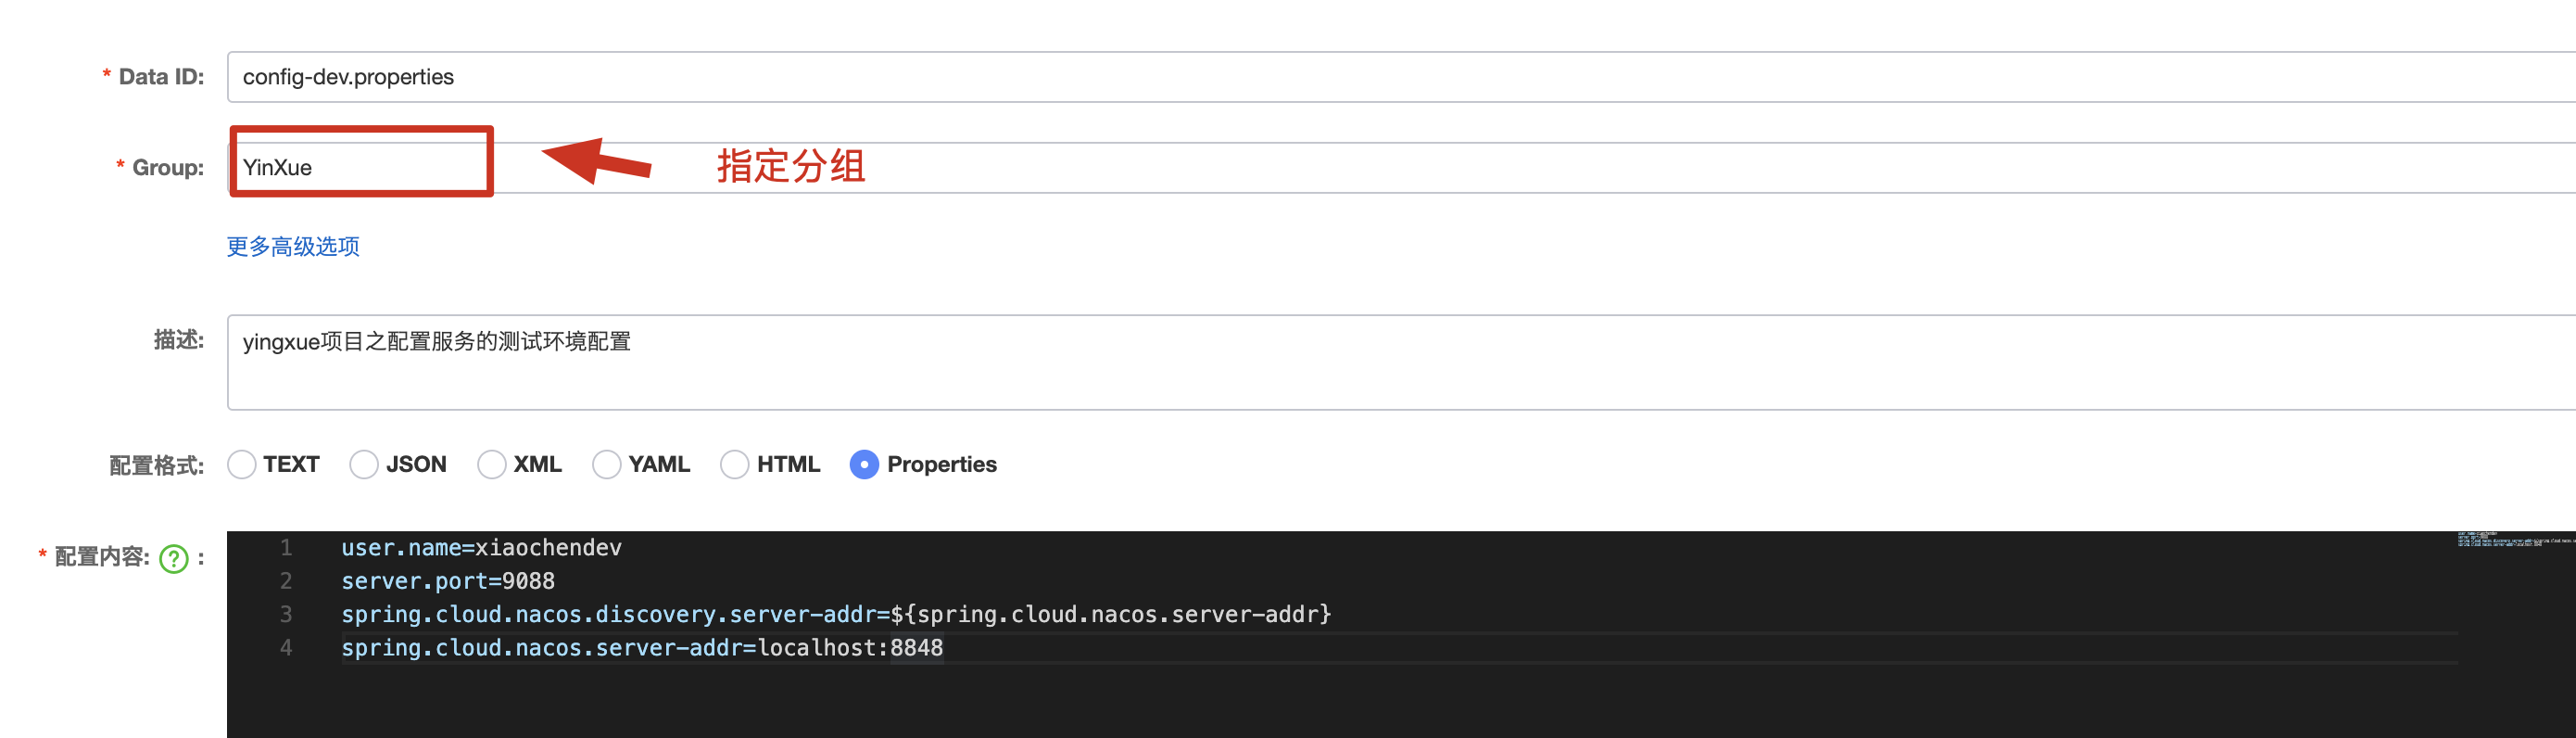 * Data ID: config-dev.properties
* Group: YinXue 指定分组
更多高级选项
描述: yingxue项目之配置服务的测试环境配置
配置格式: TEXT JSON XML YAML HTML Properties
* 配置内容: ? :
1 user.name=xiaochendev
2 server.port=9088
3 spring.cloud.nacos.discovery.server-addr=${spring.cloud.nacos.server-addr}
4 spring.cloud.nacos.server-addr=localhost:8848